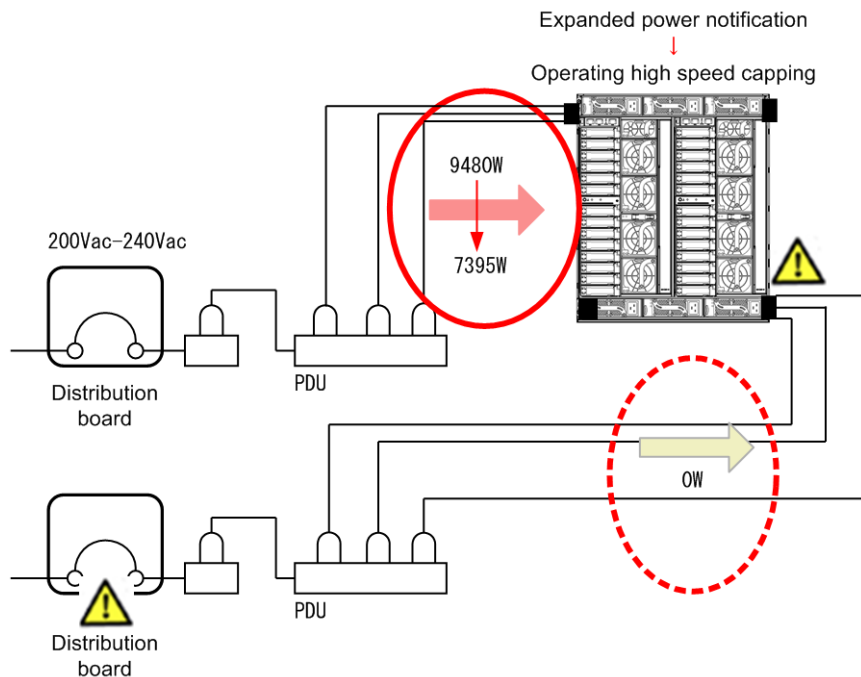 Expanded power notification
↓
Operating high speed capping
9480W
7395W
200Vac-240Vac
PDU
Distribution
board
0W
PDU
Distribution
board